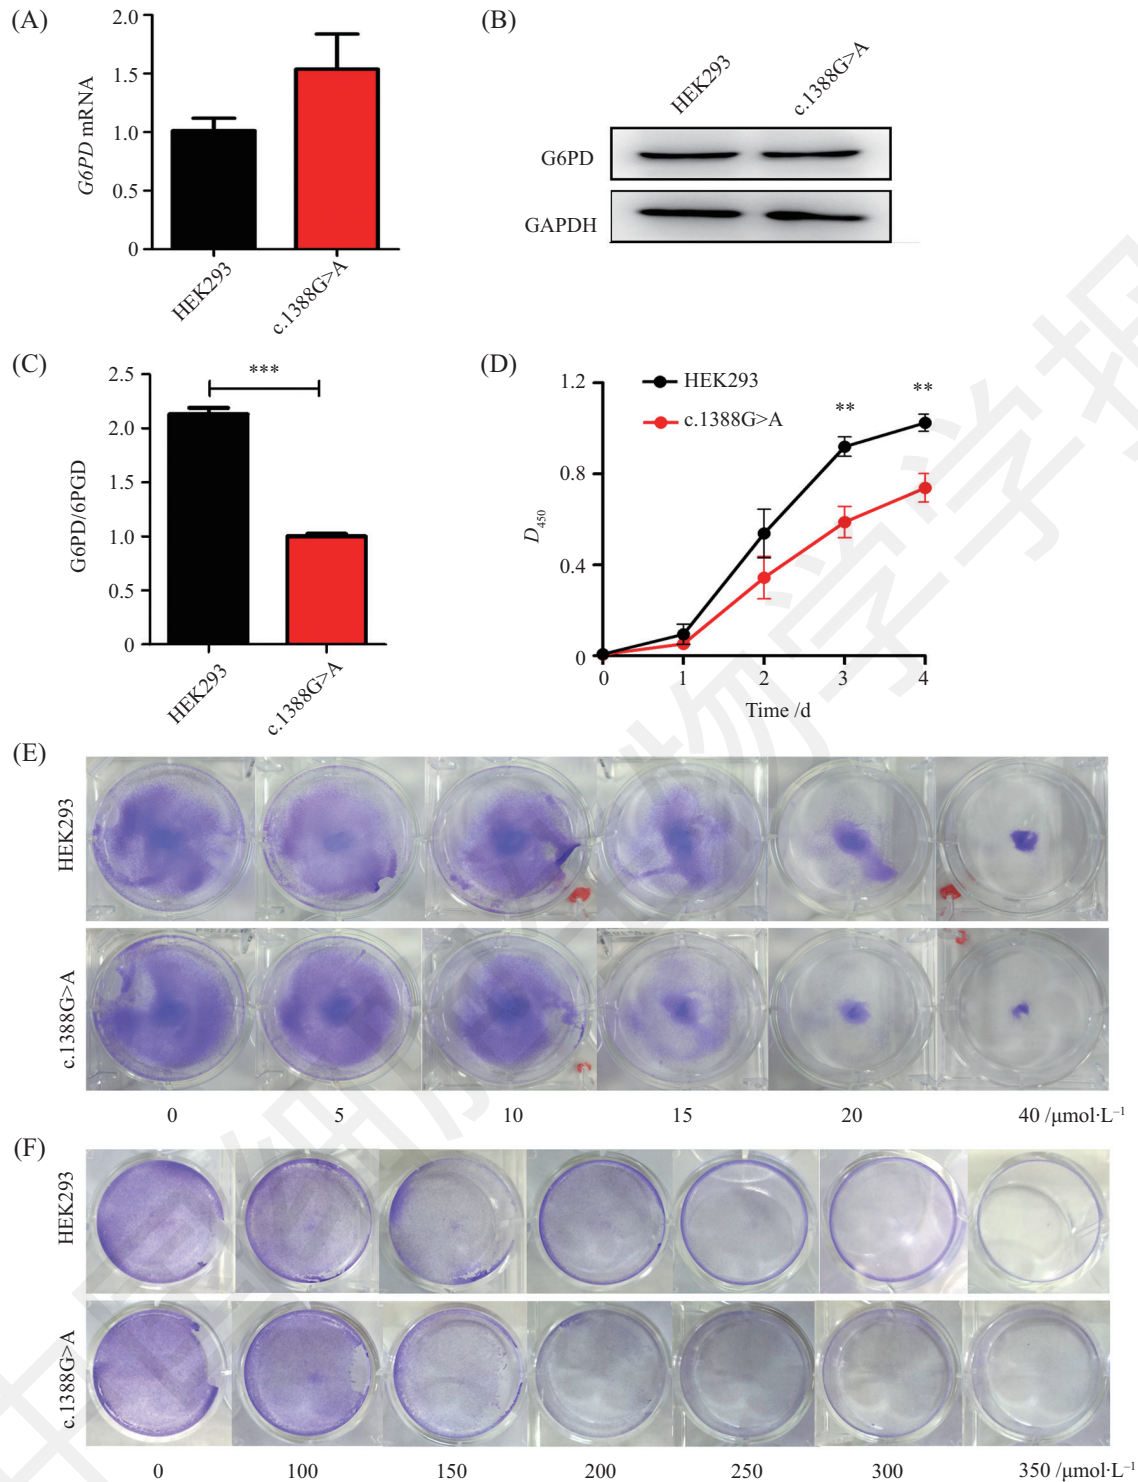 (A)
2.0
1.5
1.0
0.5
0
G6PD mRNA
HEK293
c.1388G>A
(B)
HEK293
c.1388G>A
G6PD
GAPDH
(C)
2.5
2.0
1.5
1.0
0.5
0
G6PD/6PGD
***
HEK293
c.1388G>A
(D)
HEK293
c.1388G>A
1.2
0.8
0.4
0
D450
**
**
0 1 2 3 4
Time /d
(E)
HEK293
c.1388G>A
0 5 10 15 20 40 /μmol·L⁻¹
(F)
HEK293
c.1388G>A
0 100 150 200 250 300 350 /μmol·L⁻¹